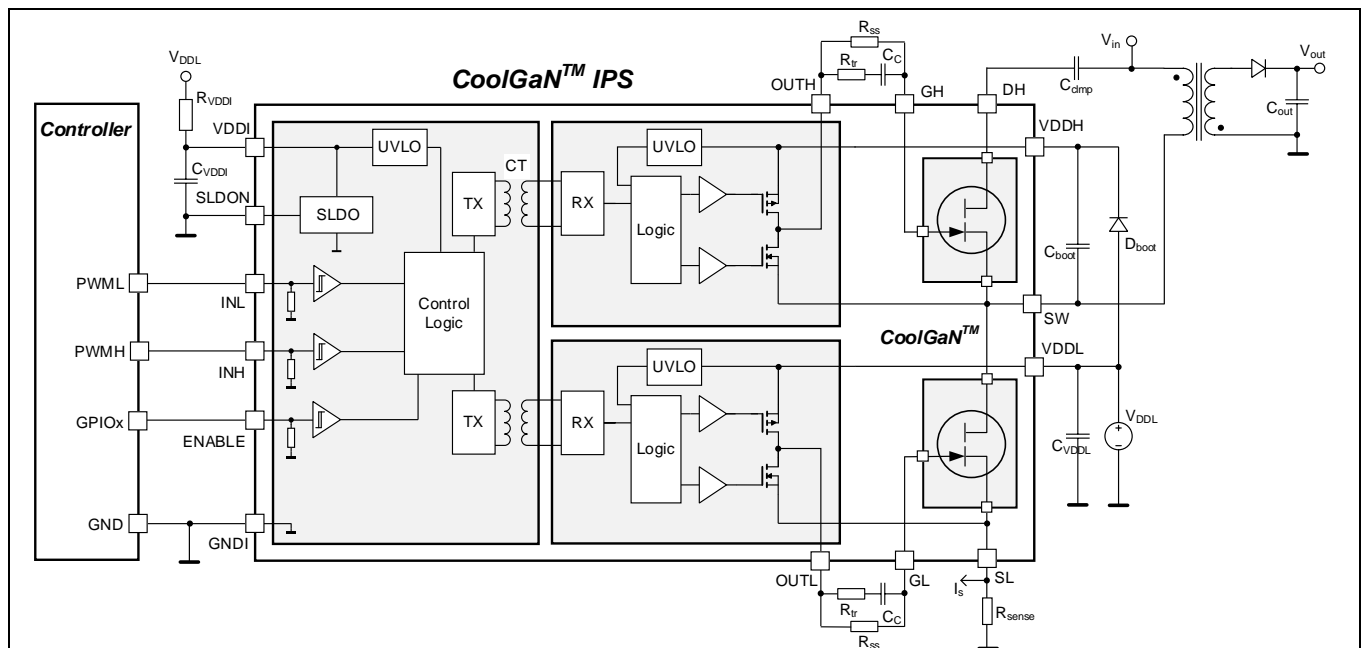 Controller
PWML
PWMH
GPIOx
GND
VDDL
RVDDI
CVDDI
VDDI
SLDON
INL
INH
ENABLE
GNDI
CoolGaN™ IPS
UVLO
SLDO
CT
TX
Control
Logic
TX
RX
UVLO
Logic
RX
UVLO
Logic
Rss
Rtr
CC
OUTH
GH
DH
VDDH
Cclmp
Vin
Vout
Cout
Cboot
Dboot
SW
CoolGaN™
VDDL
CVDDL
VDDL
+
−
OUTL
GL
SL
Is
Rsense
Rtr
CC
Rss